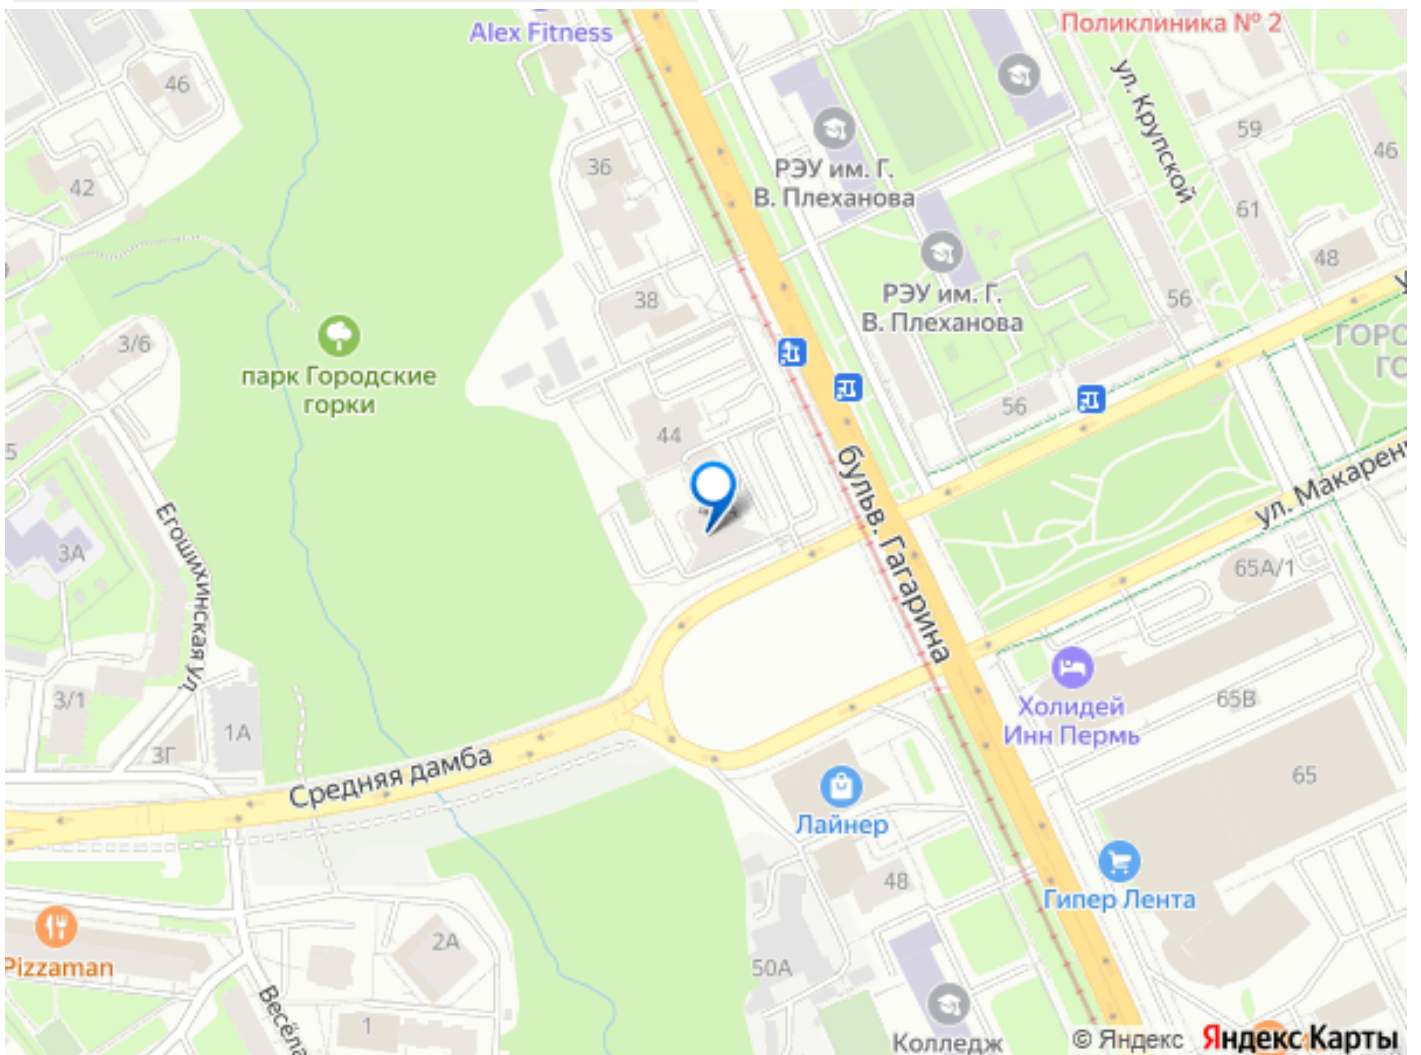 Alex Fitness
Поликлиника № 2
46
ул. Крупской
59
46
36
РЭУ им. Г.
В. Плеханова
42
61
48
РЭУ им. Г.
В. Плеханова
38
56
3/6
парк Городские
горки
56
44
5
бульв. Гагарина
ул.
Егошихинская ул.
3А
65А/1
3/1
1А
3Г
Холидей
Инн Пермь
65В
65
Средняя дамба
Лайнер
48
Гипер Лента
2А
50А
Pizzaman
1
Колледж
© Яндекс Яндекс Карты